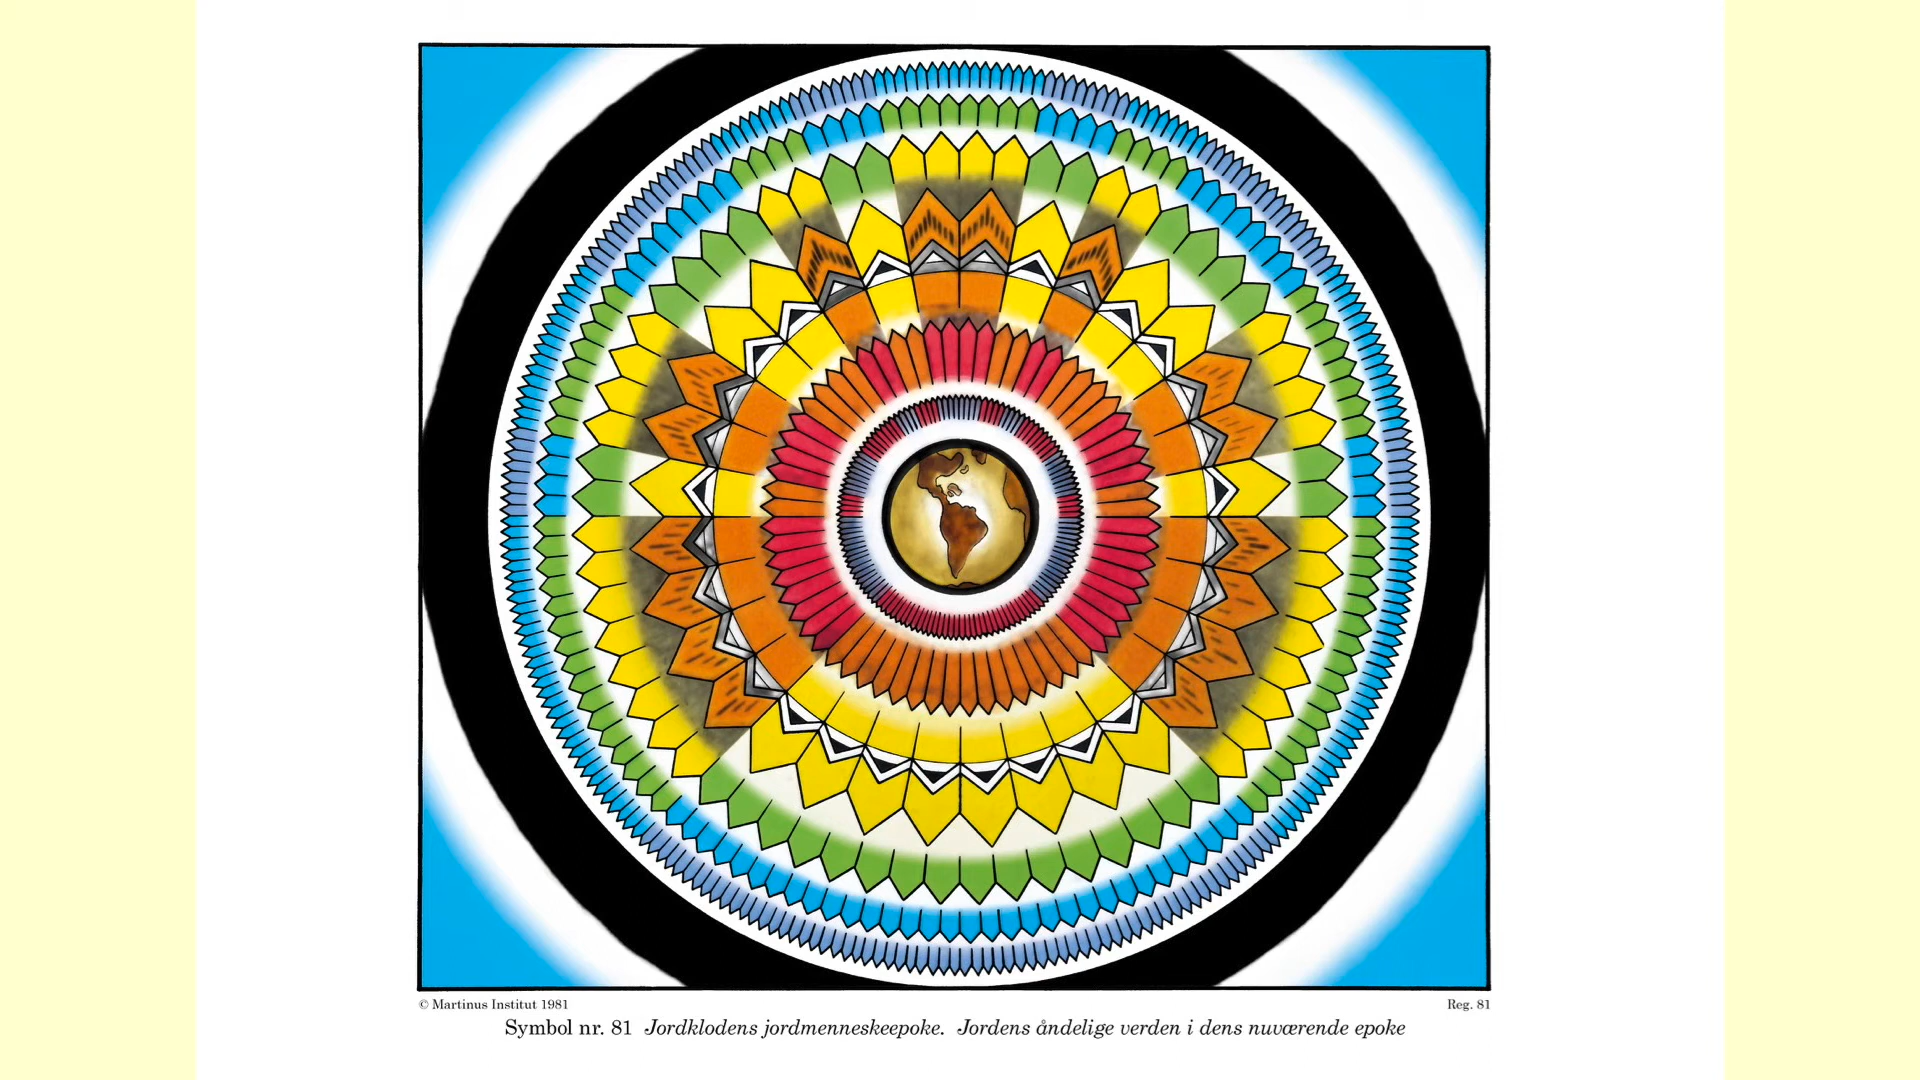 © Martinus Institut 1981
Reg. 81
Symbol nr. 81 Jordklodens jordmenneskeepoke. Jordens åndelige verden i dens nuværende epoke